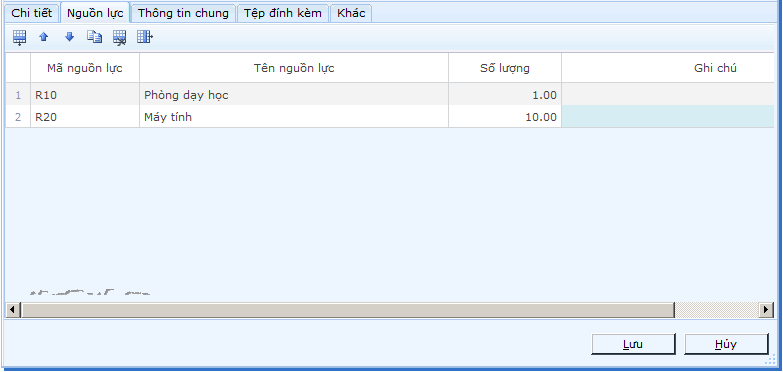 Chi tiết Nguồn lực Thông tin chung Tệp đính kèm Khác
Mã nguồn lực Tên nguồn lực Số lượng Ghi chú
1 R10 Phòng dạy học 1.00
2 R20 Máy tính 10.00
Lưu Hủy